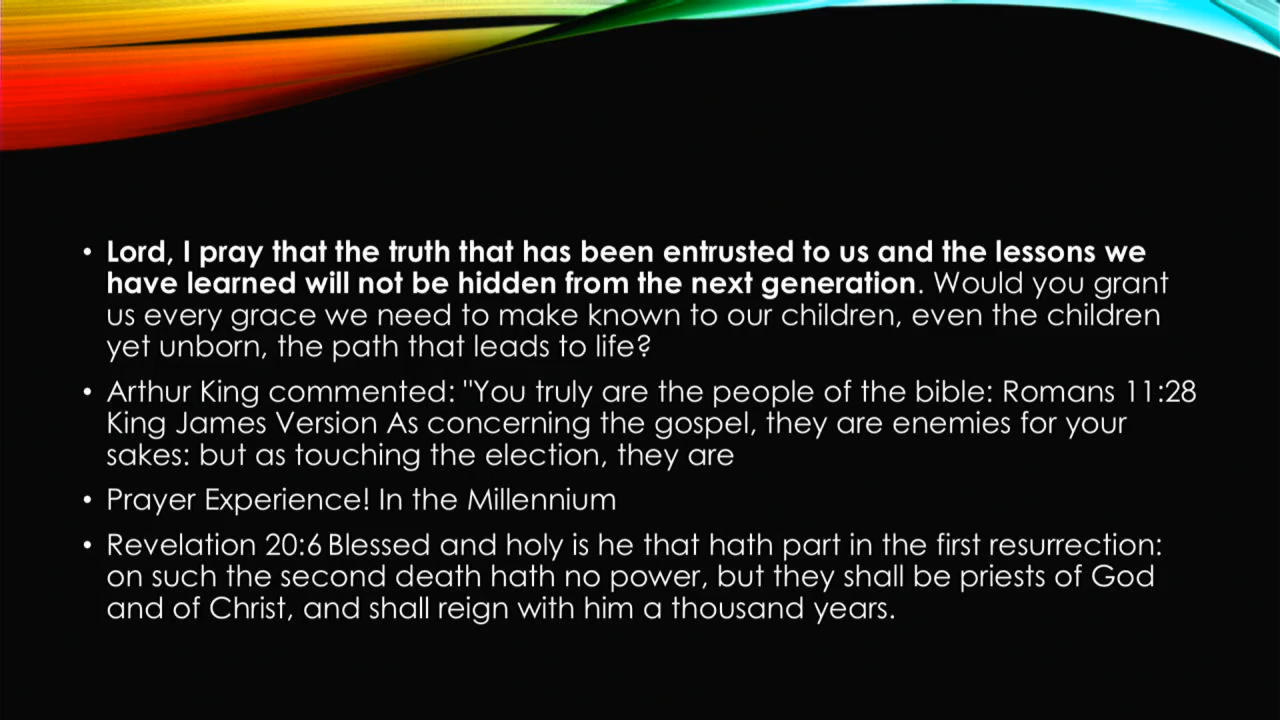 • Lord, I pray that the truth that has been entrusted to us and the lessons we
have learned will not be hidden from the next generation. Would you grant
us every grace we need to make known to our children, even the children
yet unborn, the path that leads to life?
• Arthur King commented: "You truly are the people of the bible: Romans 11:28
King James Version As concerning the gospel, they are enemies for your
sakes: but as touching the election, they are
• Prayer Experience! In the Millennium
• Revelation 20:6 Blessed and holy is he that hath part in the first resurrection:
on such the second death hath no power, but they shall be priests of God
and of Christ, and shall reign with him a thousand years.